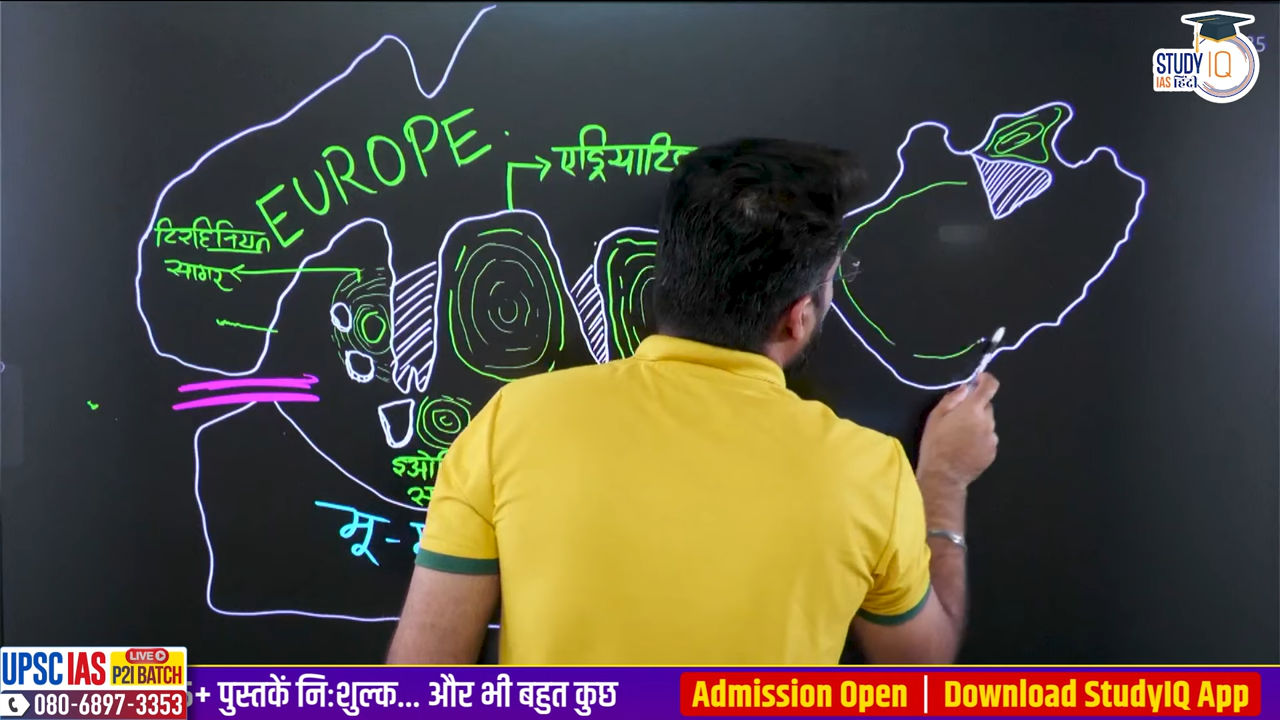 STUDY IQ
IAS हिंदी
EUROPE
टिरहिनियन
सागर
UPSC IAS
LIVE
P2I BATCH
080-6897-3353
5+ पुस्तकें नि:शुल्क... और भी बहुत कुछ
Admission Open | Download StudyIQ App